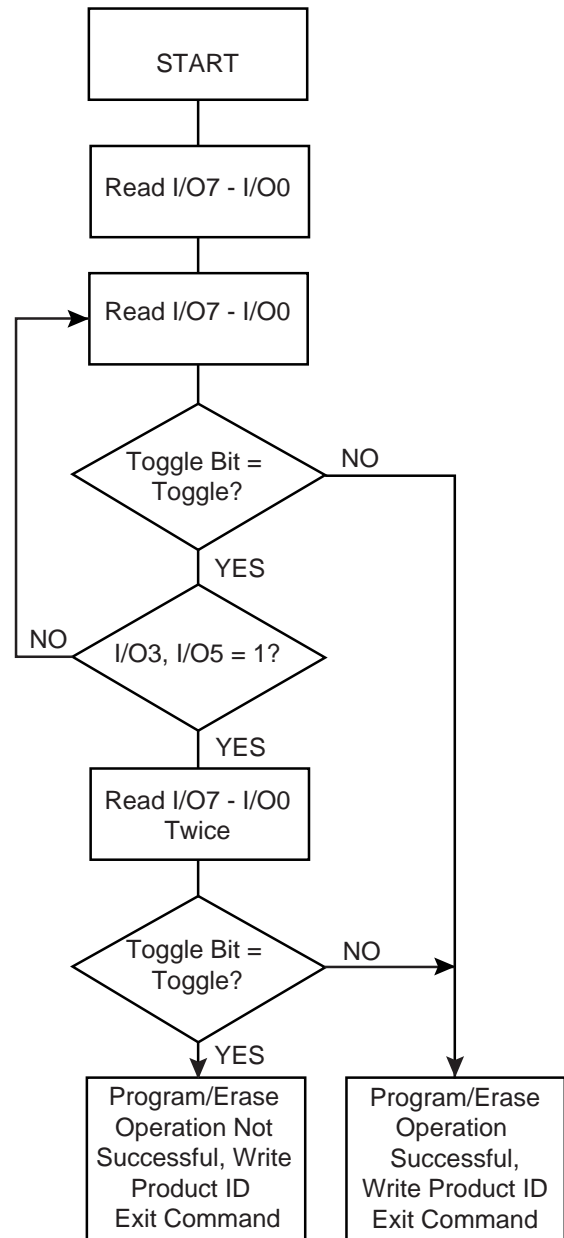 START
Read I/O7 - I/O0
Read I/O7 - I/O0
Toggle Bit =
Toggle?
NO
YES
NO
I/O3, I/O5 = 1?
YES
Read I/O7 - I/O0
Twice
Toggle Bit =
Toggle?
NO
YES
Program/Erase
Operation Not
Successful, Write
Product ID
Exit Command
Program/Erase
Operation
Successful,
Write Product ID
Exit Command